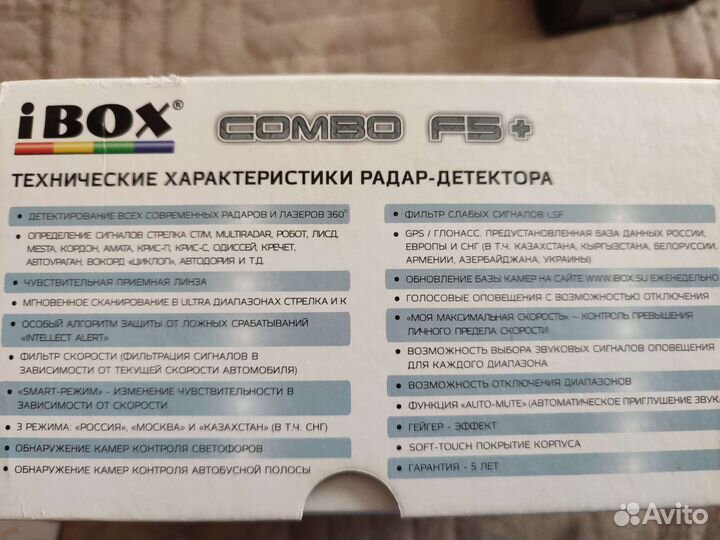 iBOX®
COMBO F5+
ТЕХНИЧЕСКИЕ ХАРАКТЕРИСТИКИ РАДАР-ДЕТЕКТОРА
• ДЕТЕКТИРОВАНИЕ ВСЕХ СОВРЕМЕННЫХ РАДАРОВ И ЛАЗЕРОВ 360°
• ОПРЕДЕЛЕНИЕ СИГНАЛОВ СТРЕЛКА СТ/М, MULTIRADAR, РОБОТ, ЛИСД,
MESTA, КОРДОН, АМАТА, КРИС-П, КРИС-С, ОДИССЕЙ, КРЕЧЕТ,
АВТОУРАГАН, ВОКОРД «ЦИКЛОП», АВТОДОРИЯ И Т.Д.
• ЧУВСТВИТЕЛЬНАЯ ПРИЕМНАЯ ЛИНЗА
• МГНОВЕННОЕ СКАНИРОВАНИЕ В ULTRA ДИАПАЗОНАХ СТРЕЛКА И К
• ОСОБЫЙ АЛГОРИТМ ЗАЩИТЫ ОТ ЛОЖНЫХ СРАБАТЫВАНИЙ
«INTELLECT ALERT»
• ФИЛЬТР СКОРОСТИ (ФИЛЬТРАЦИЯ СИГНАЛОВ В
ЗАВИСИМОСТИ ОТ ТЕКУЩЕЙ СКОРОСТИ АВТОМОБИЛЯ)
• «SMART-РЕЖИМ» - ИЗМЕНЕНИЕ ЧУВСТВИТЕЛЬНОСТИ В
ЗАВИСИМОСТИ ОТ СКОРОСТИ
• 3 РЕЖИМА: «РОССИЯ», «МОСКВА» И «КАЗАХСТАН» (В Т.Ч. СНГ)
• ОБНАРУЖЕНИЕ КАМЕР КОНТРОЛЯ СВЕТОФОРОВ
• ОБНАРУЖЕНИЕ КАМЕР КОНТРОЛЯ АВТОБУСНОЙ ПОЛОСЫ
• ФИЛЬТР СЛАБЫХ СИГНАЛОВ LSF
• GPS / ГЛОНАСС. ПРЕДУСТАНОВЛЕННАЯ БАЗА ДАННЫХ РОССИИ,
ЕВРОПЫ И СНГ (В Т.Ч. КАЗАХСТАНА, КЫРГЫЗСТАНА, БЕЛОРУССИИ,
АРМЕНИИ, АЗЕРБАЙДЖАНА, УКРАИНЫ)
• ОБНОВЛЕНИЕ БАЗЫ КАМЕР НА САЙТЕ WWW.IBOX.SU ЕЖЕНЕДЕЛЬНО
• ГОЛОСОВЫЕ ОПОВЕЩЕНИЯ С ВОЗМОЖНОСТЬЮ ОТКЛЮЧЕНИЯ
• «МОЯ МАКСИМАЛЬНАЯ СКОРОСТЬ» – КОНТРОЛЬ ПРЕВЫШЕНИЯ
ЛИЧНОГО ПРЕДЕЛА СКОРОСТИ
• ВОЗМОЖНОСТЬ ВЫБОРА ЗВУКОВЫХ СИГНАЛОВ ОПОВЕЩЕНИЯ
ДЛЯ КАЖДОГО ДИАПАЗОНА
• ВОЗМОЖНОСТЬ ОТКЛЮЧЕНИЯ ДИАПАЗОНОВ
• ФУНКЦИЯ «AUTO-MUTE» (АВТОМАТИЧЕСКОЕ ПРИГЛУШЕНИЕ ЗВУКА
• ГЕЙГЕР - ЭФФЕКТ
• SOFT-TOUCH ПОКРЫТИЕ КОРПУСА
• ГАРАНТИЯ - 5 ЛЕТ
Avito